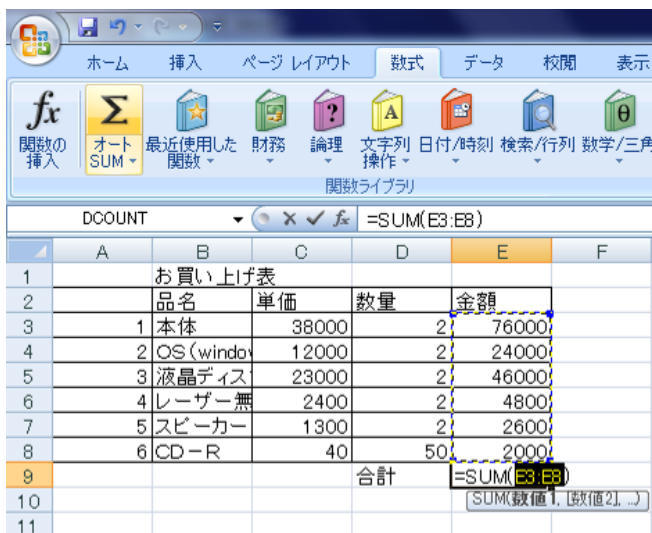 ホーム 挿入 ページ レイアウト 数式 データ 校閲 表示
fx Σ ? A θ
関数の挿入 オート SUM 最近使用した関数 財務 論理 文字列操作 日付/時刻 検索/行列 数学/三角
関数ライブラリ
DCOUNT fx =SUM(E3:E8)
A B C D E F
1 お買い上げ表
2 品名 単価 数量 金額
3 1 本体 38000 2 76000
4 2 OS(windo 12000 2 24000
5 3 液晶ディス 23000 2 46000
6 4 レーザー無 2400 2 4800
7 5 スピーカー 1300 2 2600
8 6 CD-R 40 50 2000
9 合計 =SUM(E3:E8)
10 SUM(数値1, [数値2], ...)
11